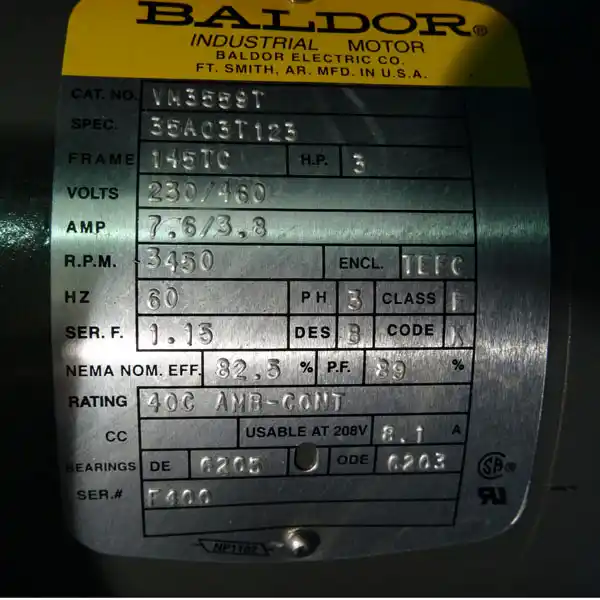 BALDOR®
INDUSTRIAL MOTOR
BALDOR ELECTRIC CO.
FT. SMITH, AR. MFD. IN U.S.A.
CAT. NO. VM3559T
SPEC. 35A03T123
FRAME 145TC H.P. 3
VOLTS 230/460
AMP 7.6/3.8
R.P.M. 3450 ENCL. TEFC
HZ 60 PH 3 CLASS F
SER. F. 1.15 DES B CODE K
NEMA NOM. EFF. 82.5 % P.F. 89 %
RATING 40C AMB-CONT
CC USABLE AT 208V 8.1 A
BEARINGS DE 6205 ODE 6203
SER.# F400
NP1102